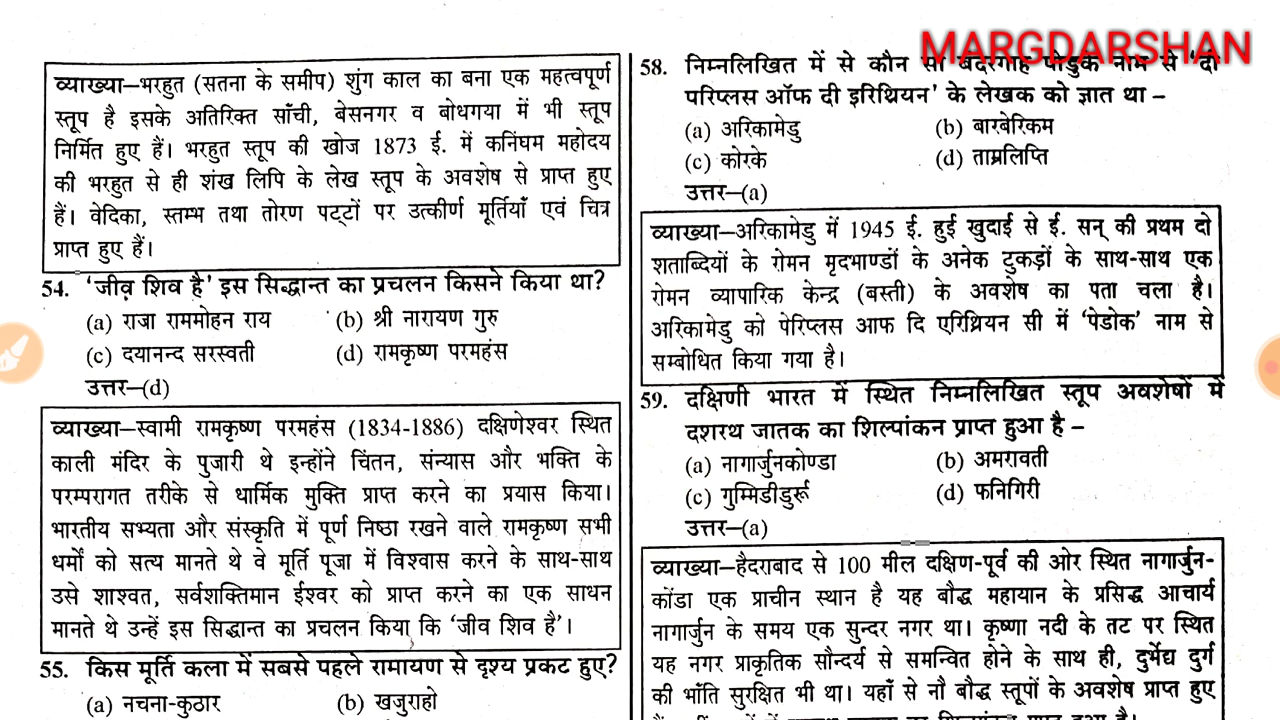 MARGDARSHAN
व्याख्या–भरहुत (सतना के समीप) शुंग काल का बना एक महत्वपूर्ण
स्तूप है इसके अतिरिक्त साँची, बेसनगर व बोधगया में भी स्तूप
निर्मित हुए हैं। भरहुत स्तूप की खोज 1873 ई. में कनिंघम महोदय
की भरहुत से ही शंख लिपि के लेख स्तूप के अवशेष से प्राप्त हुए
हैं। वेदिका, स्तम्भ तथा तोरण पट्टों पर उत्कीर्ण मूर्तियाँ एवं चित्र
प्राप्त हुए हैं।
54. 'जीव शिव है' इस सिद्धान्त का प्रचलन किसने किया था?
(a) राजा राममोहन राय (b) श्री नारायण गुरु
(c) दयानन्द सरस्वती (d) रामकृष्ण परमहंस
उत्तर–(d)
व्याख्या–स्वामी रामकृष्ण परमहंस (1834-1886) दक्षिणेश्वर स्थित
काली मंदिर के पुजारी थे इन्होंने चिंतन, संन्यास और भक्ति के
परम्परागत तरीके से धार्मिक मुक्ति प्राप्त करने का प्रयास किया।
भारतीय सभ्यता और संस्कृति में पूर्ण निष्ठा रखने वाले रामकृष्ण सभी
धर्मों को सत्य मानते थे वे मूर्ति पूजा में विश्वास करने के साथ-साथ
उसे शाश्वत, सर्वशक्तिमान ईश्वर को प्राप्त करने का एक साधन
मानते थे उन्हें इस सिद्धान्त का प्रचलन किया कि 'जीव शिव है'।
55. किस मूर्ति कला में सबसे पहले रामायण से दृश्य प्रकट हुए?
(a) नचना-कुठार (b) खजुराहो
58. निम्नलिखित में से कौन सा बंदरगाह पोडुके नाम से 'दी
परिप्लस ऑफ दी इरिथ्रियन' के लेखक को ज्ञात था –
(a) अरिकामेडु (b) बारबेरिकम
(c) कोरके (d) ताम्रलिप्ति
उत्तर–(a)
व्याख्या–अरिकामेडु में 1945 ई. हुई खुदाई से ई. सन् की प्रथम दो
शताब्दियों के रोमन मृदभाण्डों के अनेक टुकड़ों के साथ-साथ एक
रोमन व्यापारिक केन्द्र (बस्ती) के अवशेष का पता चला है।
अरिकामेडु को पेरिप्लस आफ दि एरिथ्रियन सी में 'पेडोक' नाम से
सम्बोधित किया गया है।
59. दक्षिणी भारत में स्थित निम्नलिखित स्तूप अवशेषों में
दशरथ जातक का शिल्पांकन प्राप्त हुआ है –
(a) नागार्जुनकोण्डा (b) अमरावती
(c) गुम्मिडीडुर्रू (d) फनिगिरी
उत्तर–(a)
व्याख्या–हैदराबाद से 100 मील दक्षिण-पूर्व की ओर स्थित नागार्जुन-
कोंडा एक प्राचीन स्थान है यह बौद्ध महायान के प्रसिद्ध आचार्य
नागार्जुन के समय एक सुन्दर नगर था। कृष्णा नदी के तट पर स्थित
यह नगर प्राकृतिक सौन्दर्य से समन्वित होने के साथ ही, दुर्भेद्य दुर्ग
की भाँति सुरक्षित भी था। यहाँ से नौ बौद्ध स्तूपों के अवशेष प्राप्त हुए